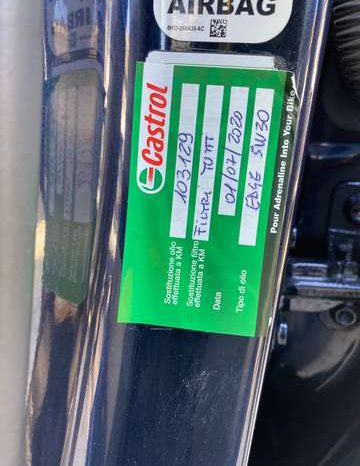 AIRBAG
Castrol
Sostituzione olio
effettuata a KM
103129
Sostituzione filtro
effettuata a KM
FILTRI TUTTI
Data
01/07/2020
Tipo di olio
EDGE 5W30
Pour Adrenaline Into Your Bike